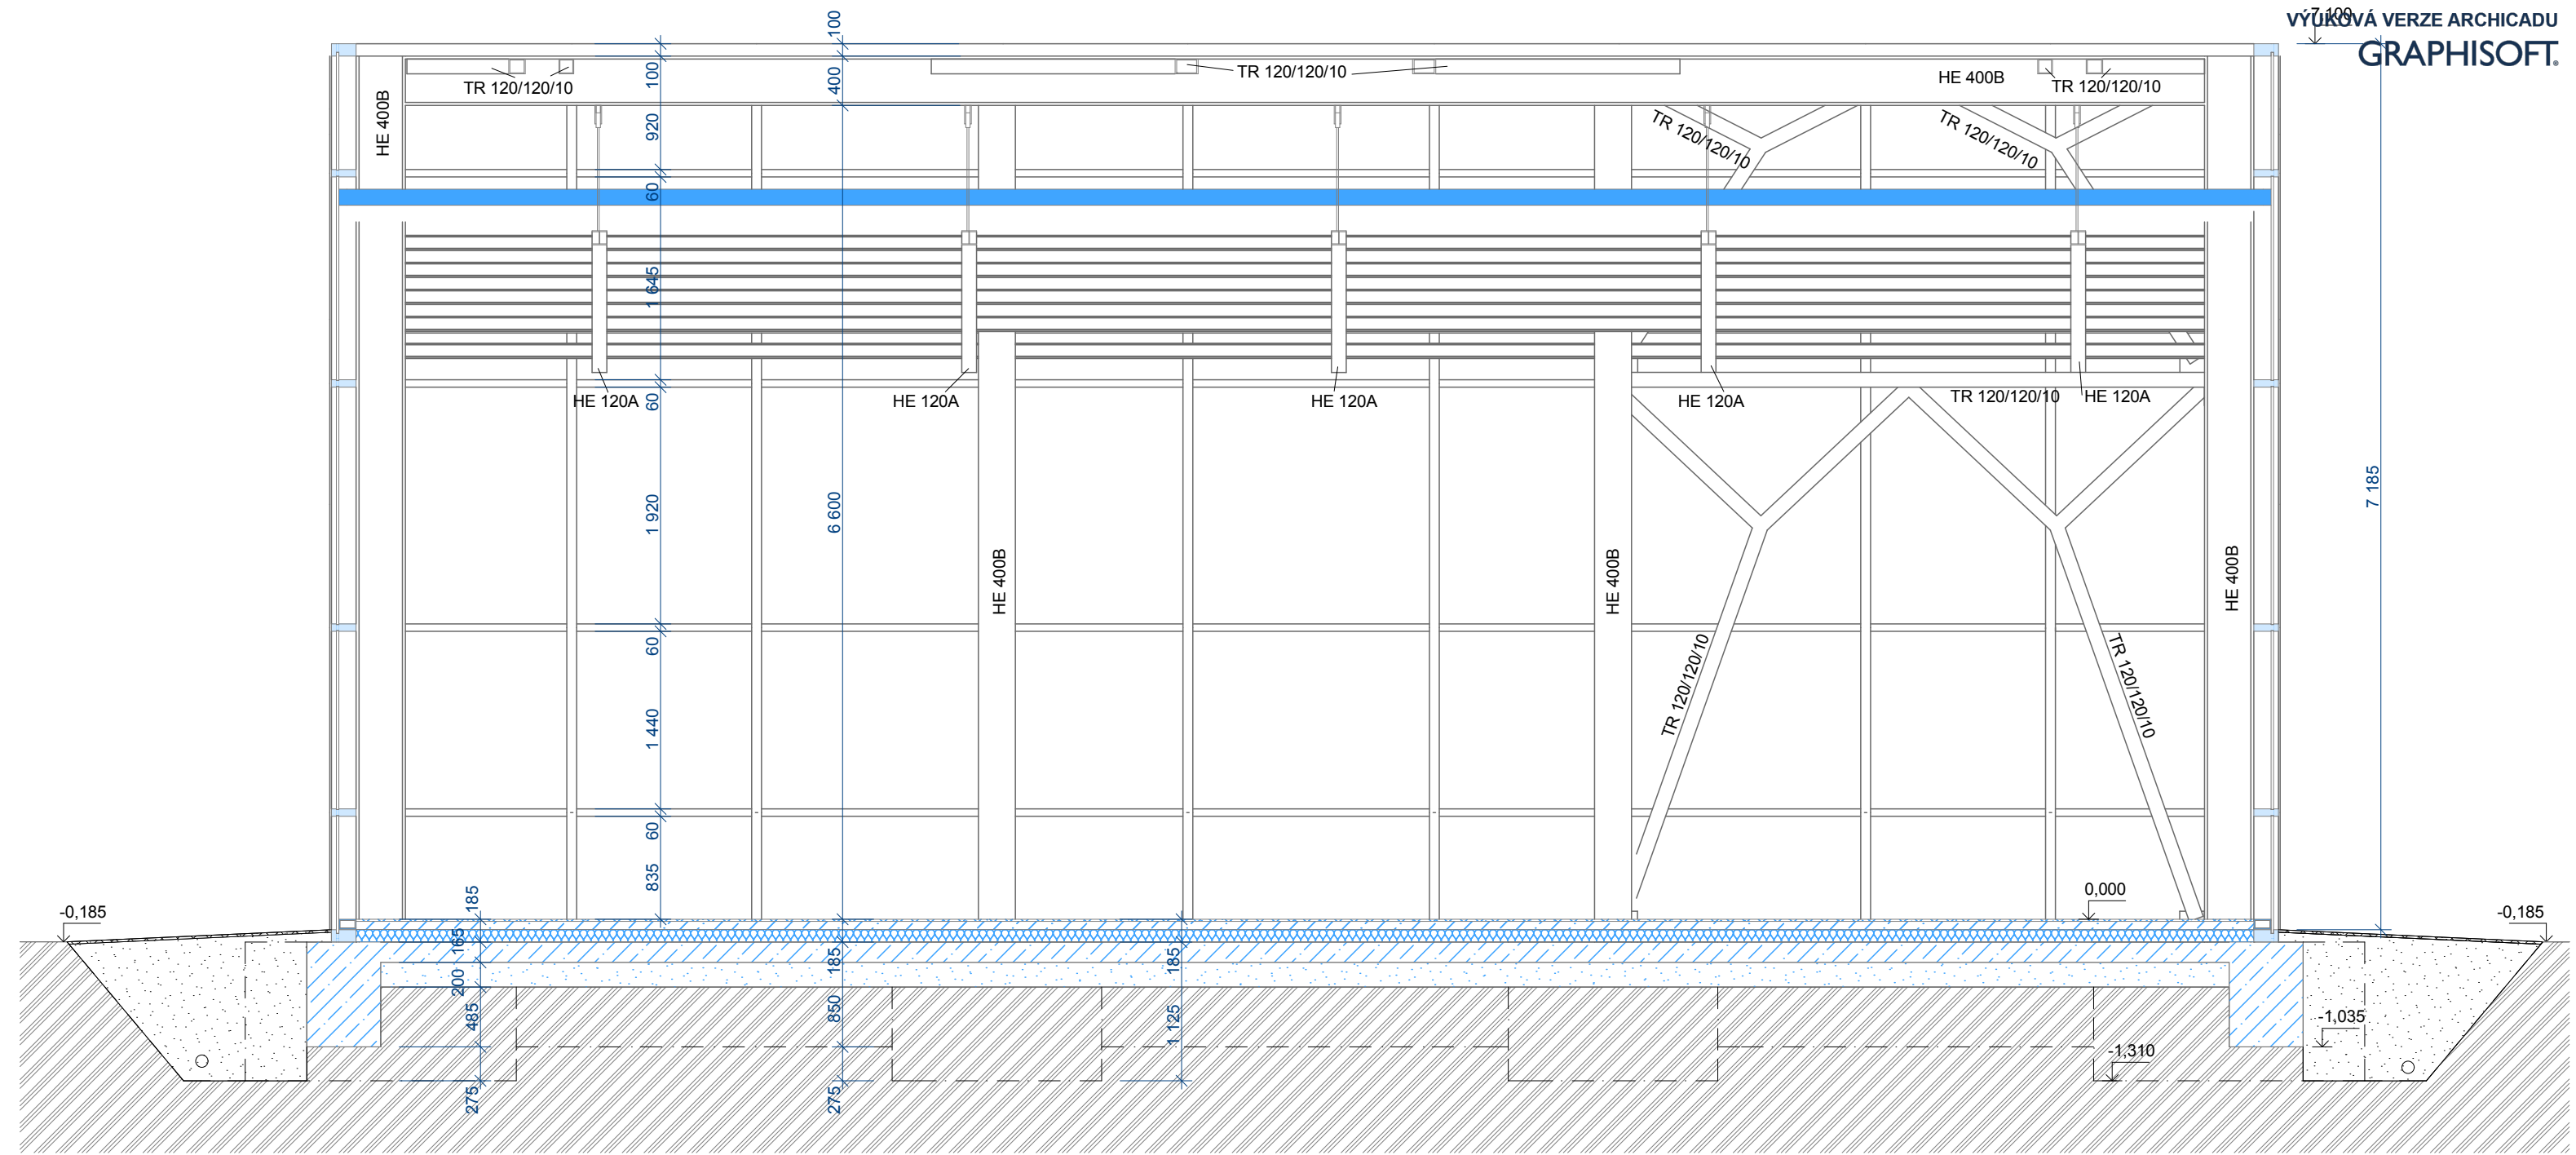 VÝUKOVÁ VERZE ARCHICADU
7,100
GRAPHISOFT.
100
100
400
TR 120/120/10
TR 120/120/10
HE 400B
TR 120/120/10
HE 400B
920
TR 120/120/10
TR 120/120/10
60
1 645
60
HE 120A
HE 120A
HE 120A
HE 120A
TR 120/120/10
HE 120A
1 920
6 600
7 185
HE 400B
HE 400B
HE 400B
60
TR 120/120/10
TR 120/120/10
1 440
60
835
185
0,000
-0,185
-0,185
165
185
185
200
485
850
1 125
-1,035
-1,310
275
275